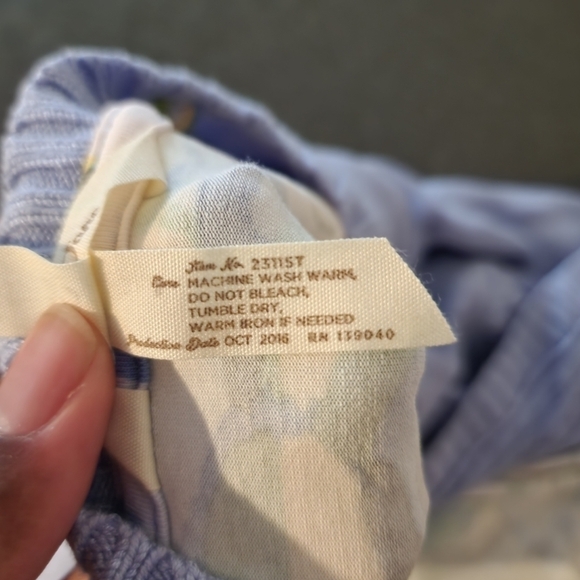 Item No. 23115T
Care MACHINE WASH WARM,
DO NOT BLEACH,
TUMBLE DRY,
WARM IRON IF NEEDED
Production Date OCT 2016 RN 139040